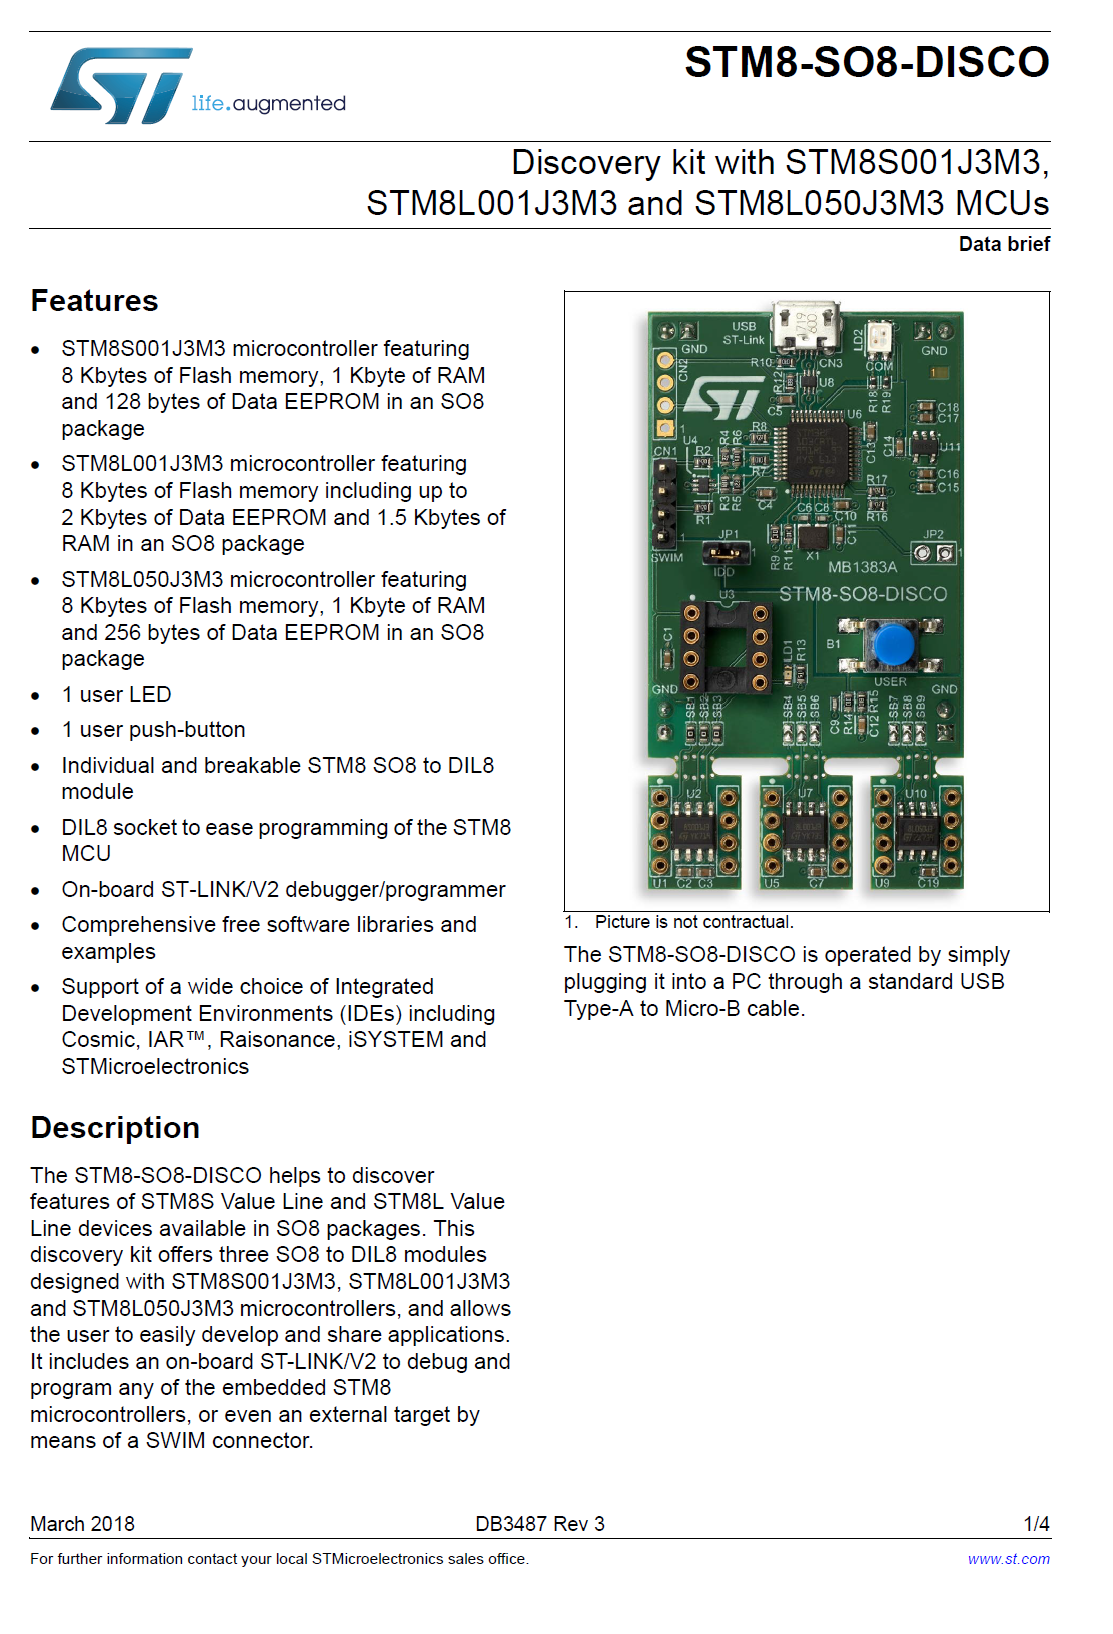 life.augmented
STM8-SO8-DISCO
Discovery kit with STM8S001J3M3,
STM8L001J3M3 and STM8L050J3M3 MCUs
Data brief
Features
• STM8S001J3M3 microcontroller featuring
8 Kbytes of Flash memory, 1 Kbyte of RAM
and 128 bytes of Data EEPROM in an SO8
package
• STM8L001J3M3 microcontroller featuring
8 Kbytes of Flash memory including up to
2 Kbytes of Data EEPROM and 1.5 Kbytes of
RAM in an SO8 package
• STM8L050J3M3 microcontroller featuring
8 Kbytes of Flash memory, 1 Kbyte of RAM
and 256 bytes of Data EEPROM in an SO8
package
• 1 user LED
• 1 user push-button
• Individual and breakable STM8 SO8 to DIL8
module
• DIL8 socket to ease programming of the STM8
MCU
• On-board ST-LINK/V2 debugger/programmer
• Comprehensive free software libraries and
examples
• Support of a wide choice of Integrated
Development Environments (IDEs) including
Cosmic, IAR™, Raisonance, iSYSTEM and
STMicroelectronics
Description
The STM8-SO8-DISCO helps to discover
features of STM8S Value Line and STM8L Value
Line devices available in SO8 packages. This
discovery kit offers three SO8 to DIL8 modules
designed with STM8S001J3M3, STM8L001J3M3
and STM8L050J3M3 microcontrollers, and allows
the user to easily develop and share applications.
It includes an on-board ST-LINK/V2 to debug and
program any of the embedded STM8
microcontrollers, or even an external target by
means of a SWIM connector.
USB
ST-Link
GND
CN2
R10
CN3
LD2
COM
GND
R12
U8
R18
R19
C5
U6
C18
C17
1
U4
CN1
R2
R4
R6
R8
R7
C13
C14
U11
C16
C15
R3
R5
C4
R17
R16
R1
C6 C8
C10
C11
SWIM
JP1
1
IDD
R9
R11
X1
JP2
1
MB1383A
STM8-SO8-DISCO
U3
C1
LD1
R13
B1
USER
GND
GND
SB1
SB2
SB3
SB4
SB5
SB6
C9
R14
C12
R15
SB7
SB8
SB9
U2
U7
U10
U1 C2 C3
U5 C7
U9 C19
1. Picture is not contractual.
The STM8-SO8-DISCO is operated by simply
plugging it into a PC through a standard USB
Type-A to Micro-B cable.
March 2018
DB3487 Rev 3
1/4
For further information contact your local STMicroelectronics sales office.
www.st.com